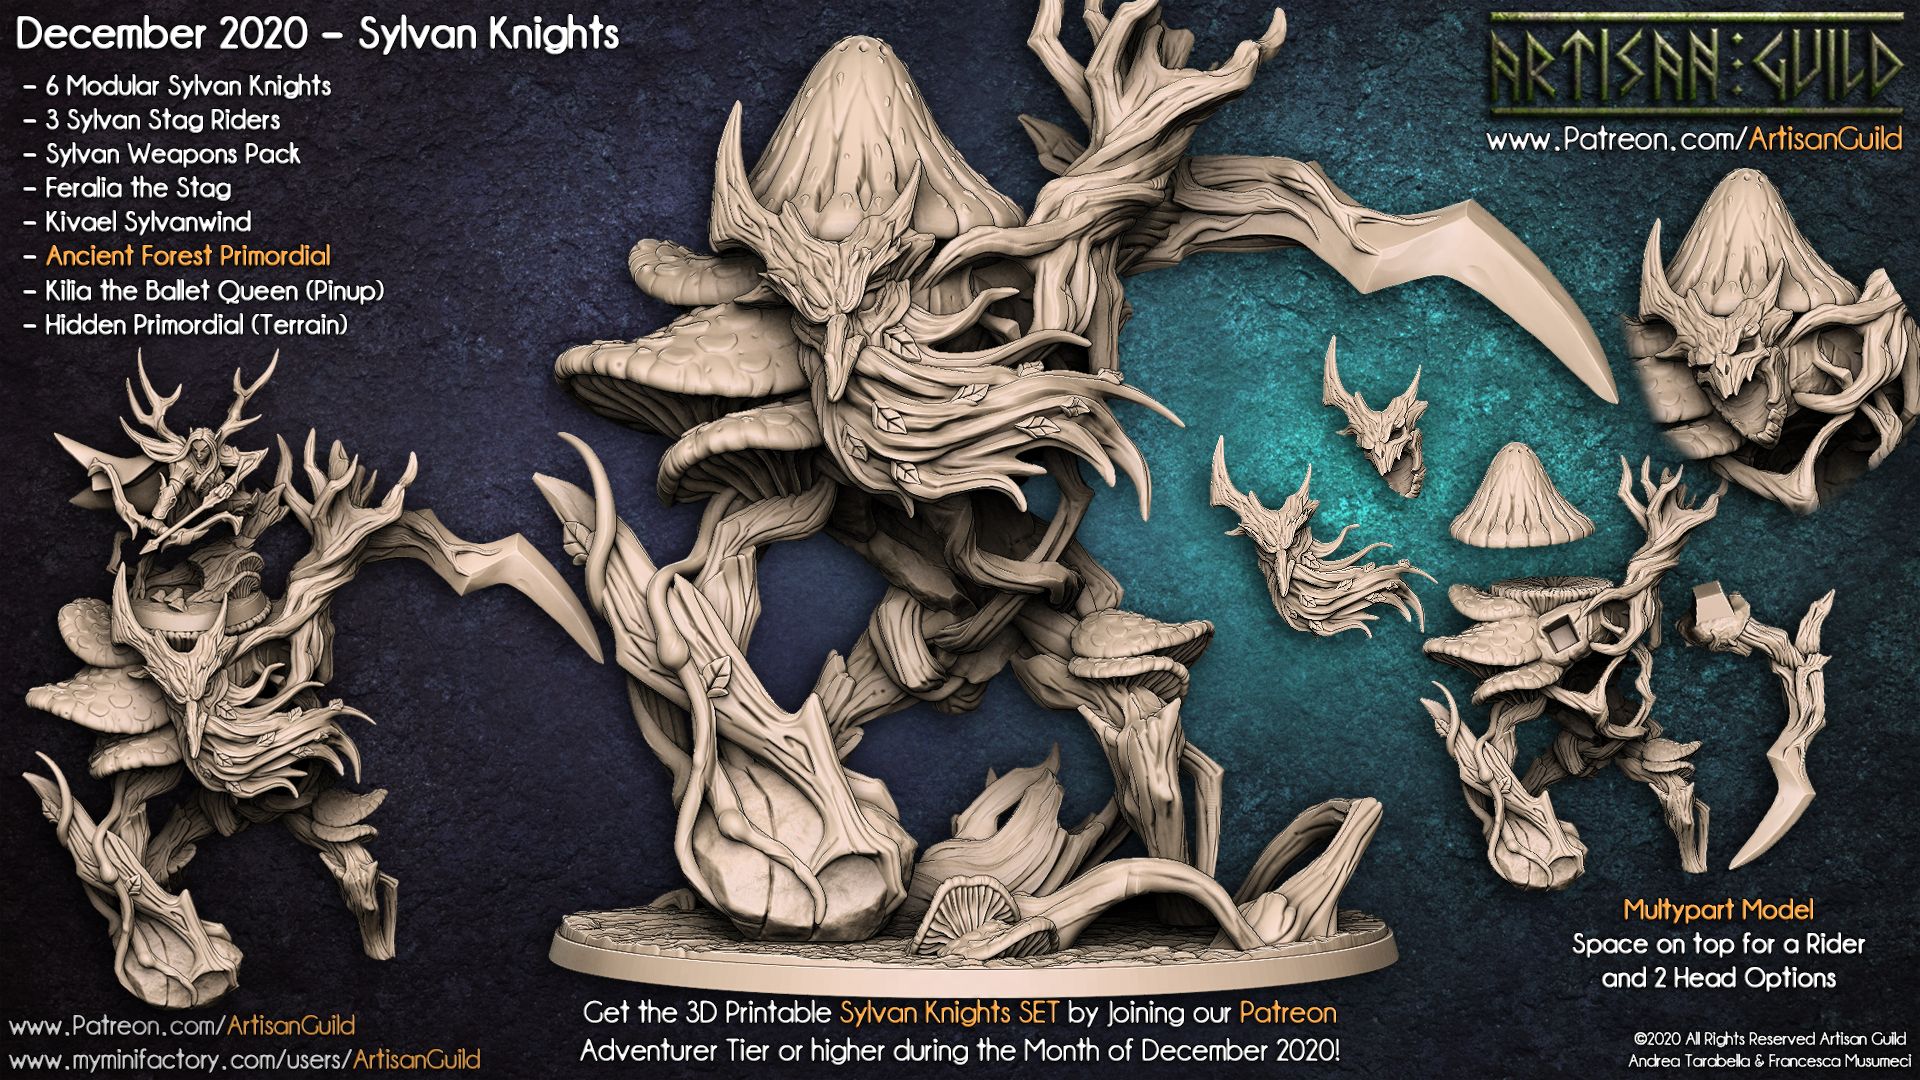 December 2020 – Sylvan Knights
– 6 Modular Sylvan Knights
– 3 Sylvan Stag Riders
– Sylvan Weapons Pack
– Feralia the Stag
– Kivael Sylvanwind
– Ancient Forest Primordial
– Kilia the Ballet Queen (Pinup)
– Hidden Primordial (Terrain)
ARTISAN:GUILD
www.Patreon.com/ArtisanGuild
Multypart Model
Space on top for a Rider
and 2 Head Options
Get the 3D Printable Sylvan Knights SET by Joining our Patreon
Adventurer Tier or higher during the Month of December 2020!
www.Patreon.com/ArtisanGuild
www.myminifactory.com/users/ArtisanGuild
©2020 All Rights Reserved Artisan Guild
Andrea Tarabella & Francesca Musumeci